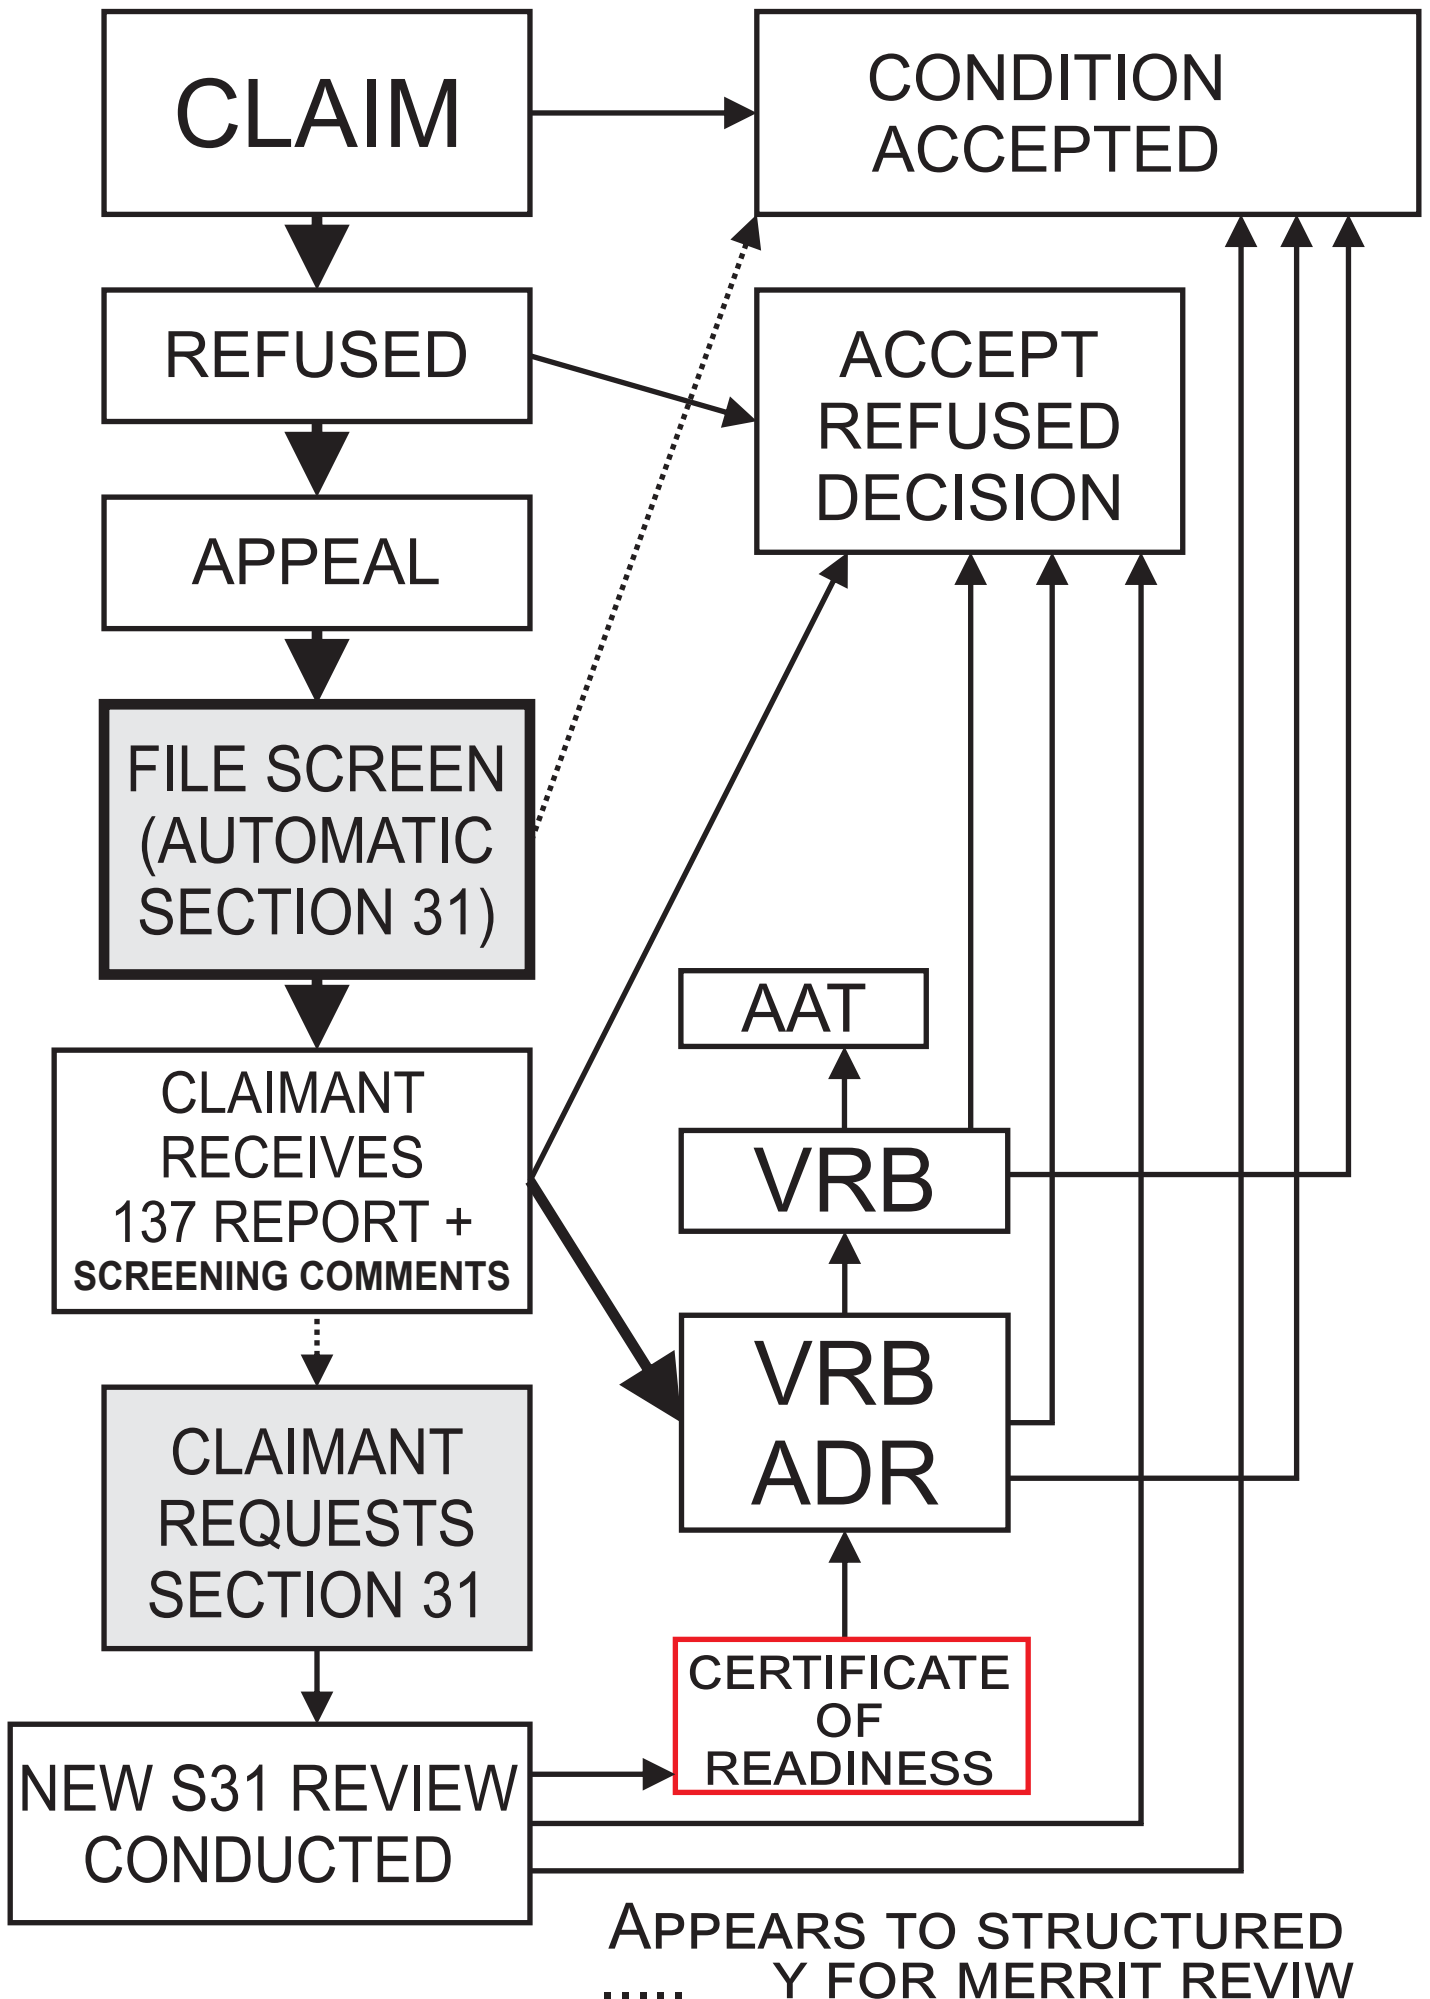 CLAIM
CONDITION
ACCEPTED
REFUSED
ACCEPT
REFUSED
DECISION
APPEAL
FILE SCREEN
(AUTOMATIC
SECTION 31)
AAT
CLAIMANT
RECEIVES
137 REPORT +
SCREENING COMMENTS
VRB
VRB
ADR
CLAIMANT
REQUESTS
SECTION 31
CERTIFICATE
OF
READINESS
NEW S31 REVIEW
CONDUCTED
APPEARS TO STRUCTURED
Y FOR MERRIT REVIW